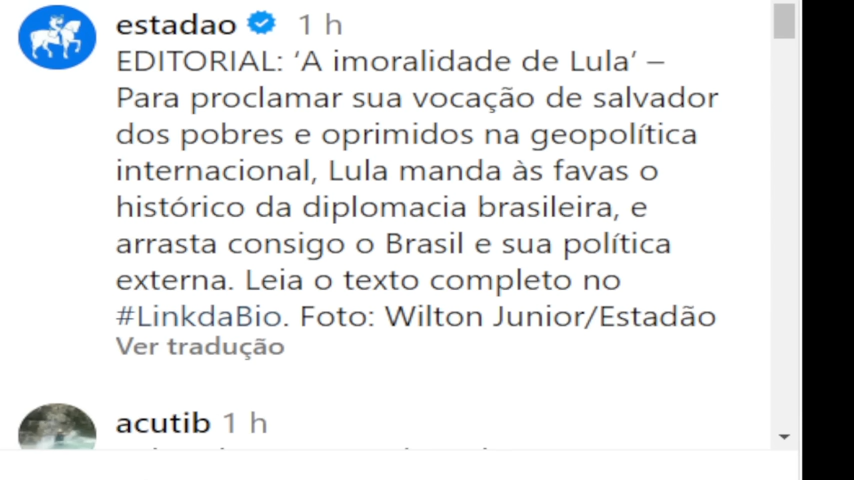 estadao 1 h
EDITORIAL: ‘A imoralidade de Lula’ –
Para proclamar sua vocação de salvador
dos pobres e oprimidos na geopolítica
internacional, Lula manda às favas o
histórico da diplomacia brasileira, e
arrasta consigo o Brasil e sua política
externa. Leia o texto completo no
#LinkdaBio. Foto: Wilton Junior/Estadão
Ver tradução
acutib 1 h